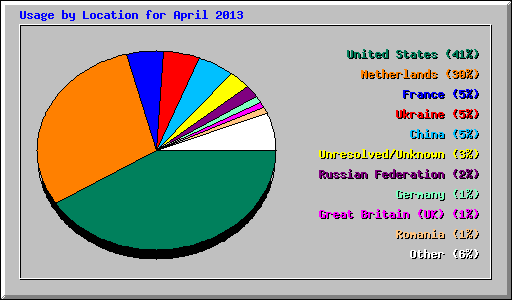 Usage by Location for April 2013
United States (41%)
Netherlands (30%)
France (5%)
Ukraine (5%)
China (5%)
Unresolved/Unknown (3%)
Russian Federation (2%)
Germany (1%)
Great Britain (UK) (1%)
Romania (1%)
Other (6%)